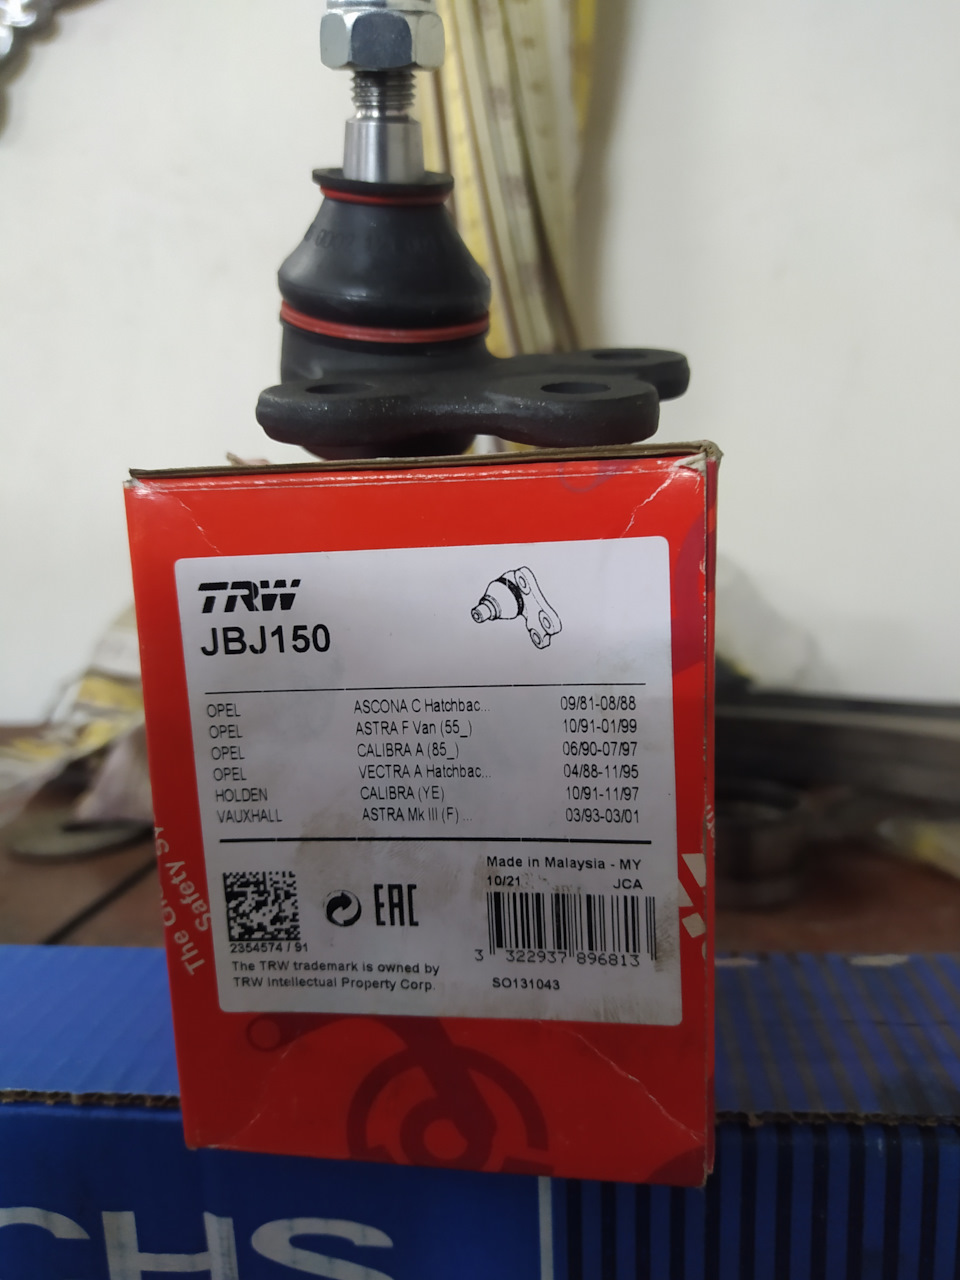 TRW
JBJ150
OPEL ASCONA C Hatchbac... 09/81-08/88
OPEL ASTRA F Van (55_) 10/91-01/99
OPEL CALIBRA A (85_) 06/90-07/97
OPEL VECTRA A Hatchbac... 04/88-11/95
HOLDEN CALIBRA (YE) 10/91-11/97
VAUXHALL ASTRA Mk III (F) ... 03/93-03/01
Made in Malaysia - MY
10/21 JCA
EAC
2354574 / 91
3 322937 896813
The TRW trademark is owned by
TRW Intellectual Property Corp.
SO131043
The
Safety
CHS